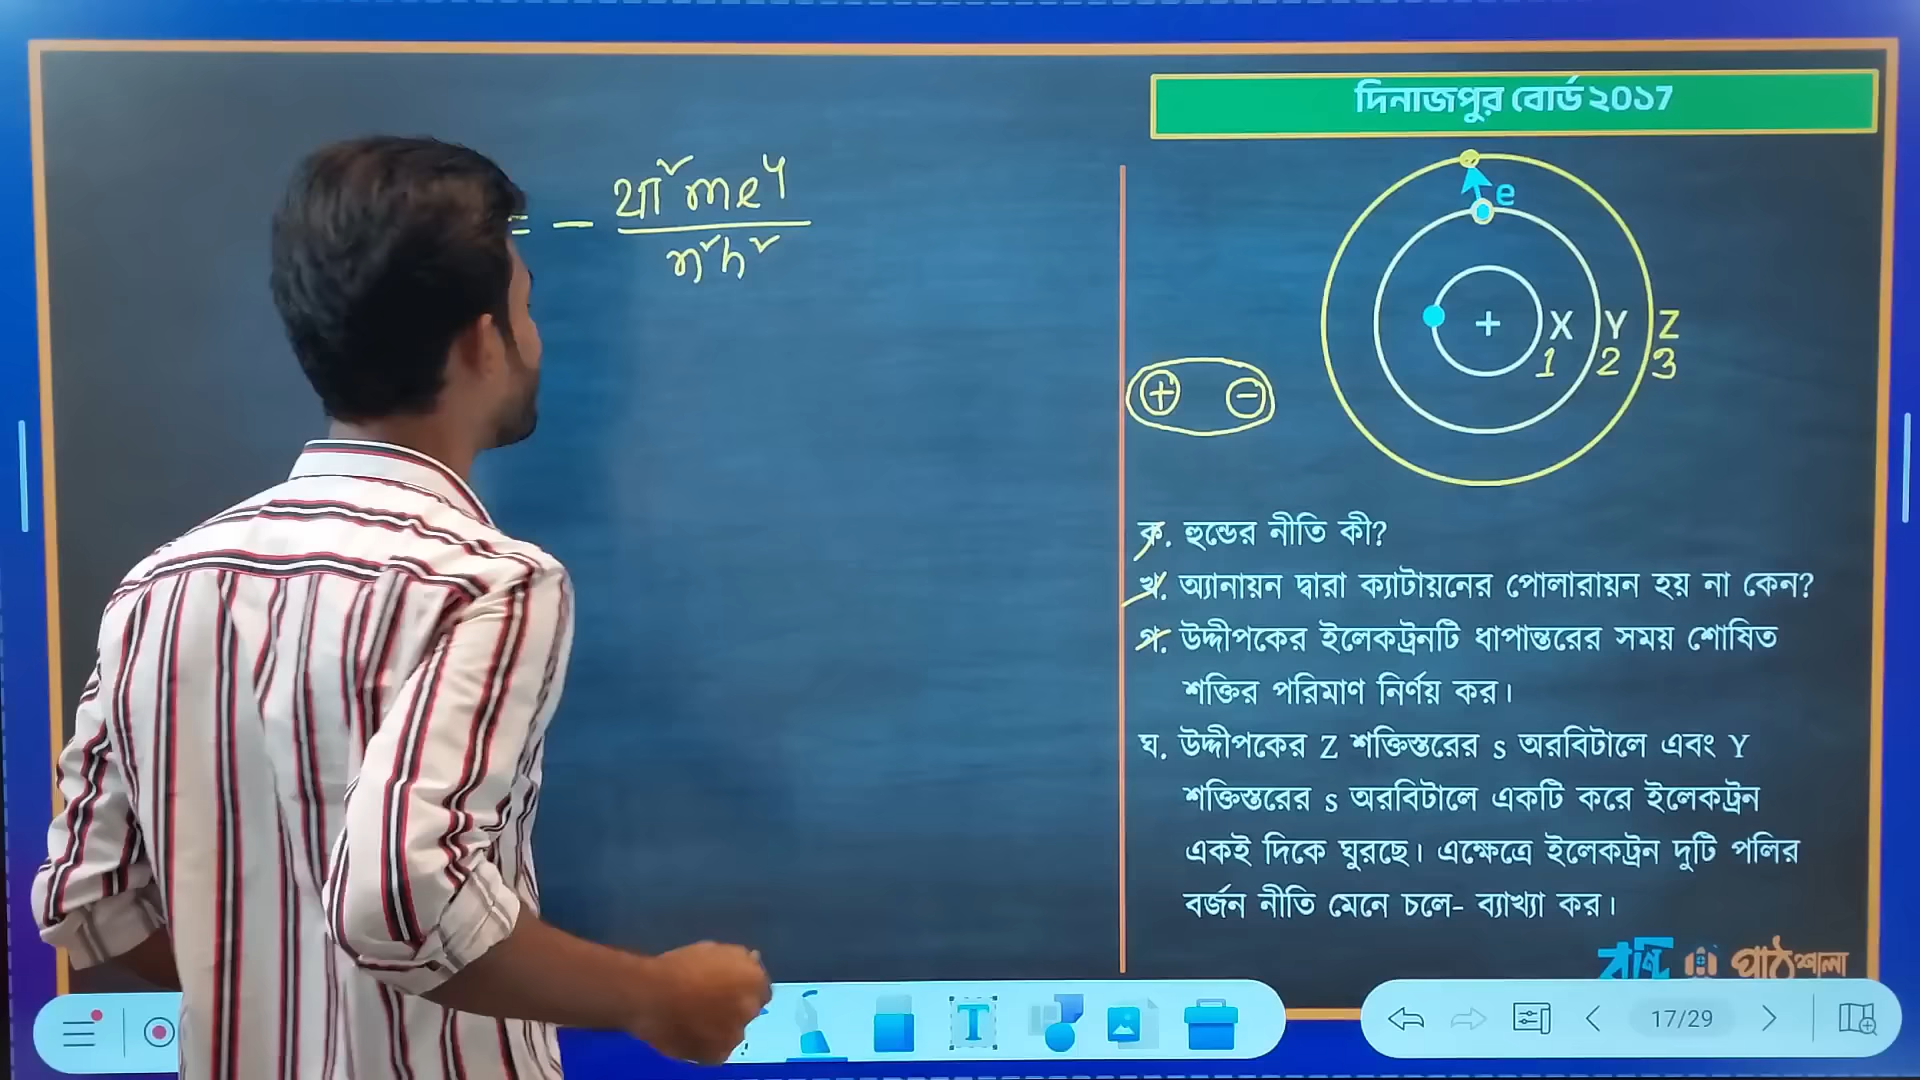 দিনাজপুর বোর্ড ২০১7
= -
me⁴
n²h²
e
+ X Y Z
1 2 3
+ -
ক. হুন্ডের নীতি কী?
খ. অ্যানায়ন দ্বারা ক্যাটায়নের পোলারায়ন হয় না কেন?
গ. উদ্দীপকের ইলেকট্রনটি ধাপান্তরের সময় শোষিত
শক্তির পরিমাণ নির্ণয় কর।
ঘ. উদ্দীপকের Z শক্তিস্তরের s অরবিটালে এবং Y
শক্তিস্তরের s অরবিটালে একটি করে ইলেকট্রন
একই দিকে ঘুরছে। এক্ষেত্রে ইলেকট্রন দুটি পলির
বর্জন নীতি মেনে চলে- ব্যাখ্যা কর।
পাঠশালা
T
17/29